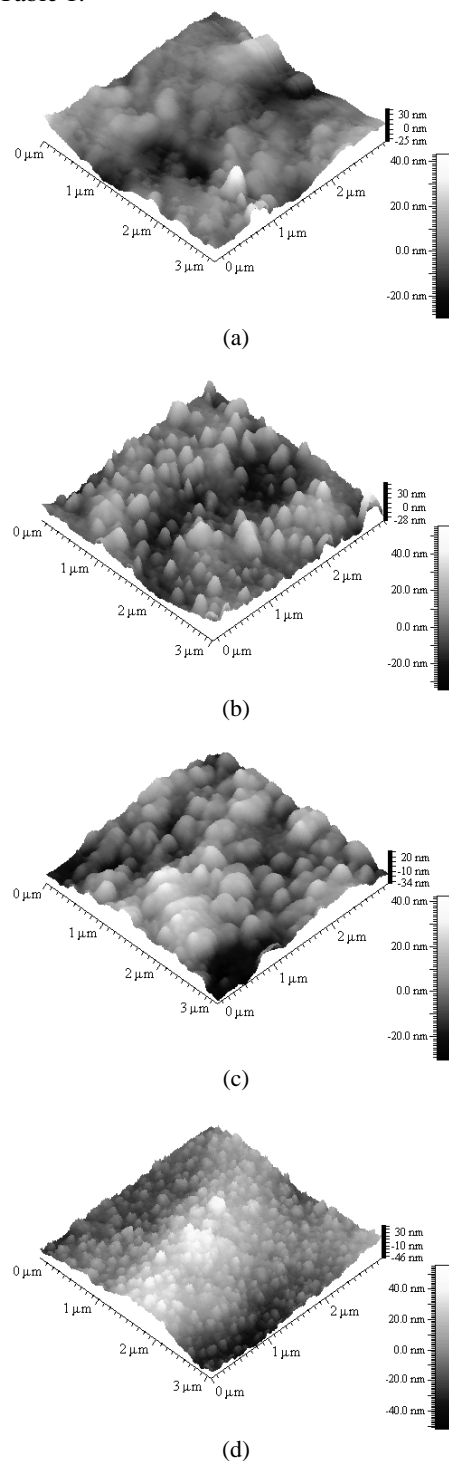 Table 1.
30 nm
0 nm
-25 nm
40.0 nm
20.0 nm
0.0 nm
-20.0 nm
0 µm
1 µm
2 µm
3 µm
0 µm
1 µm
2 µm
(a)
30 nm
0 nm
-28 nm
40.0 nm
20.0 nm
0.0 nm
-20.0 nm
0 µm
1 µm
2 µm
3 µm
0 µm
1 µm
2 µm
(b)
20 nm
-10 nm
-34 nm
40.0 nm
20.0 nm
0.0 nm
-20.0 nm
0 µm
1 µm
2 µm
3 µm
0 µm
1 µm
2 µm
(c)
30 nm
-10 nm
-46 nm
40.0 nm
20.0 nm
0.0 nm
-20.0 nm
-40.0 nm
0 µm
1 µm
2 µm
3 µm
0 µm
1 µm
2 µm
(d)